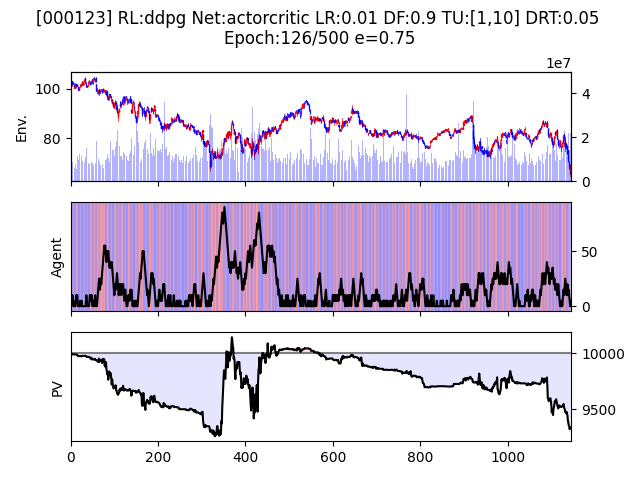 [000123] RL:ddpg Net:actorcritic LR:0.01 DF:0.9 TU:[1,10] DRT:0.05
Epoch:126/500 e=0.75
1e7
Env.
100
80
4
2
0
Agent
50
0
PV
10000
9500
0 200 400 600 800 1000